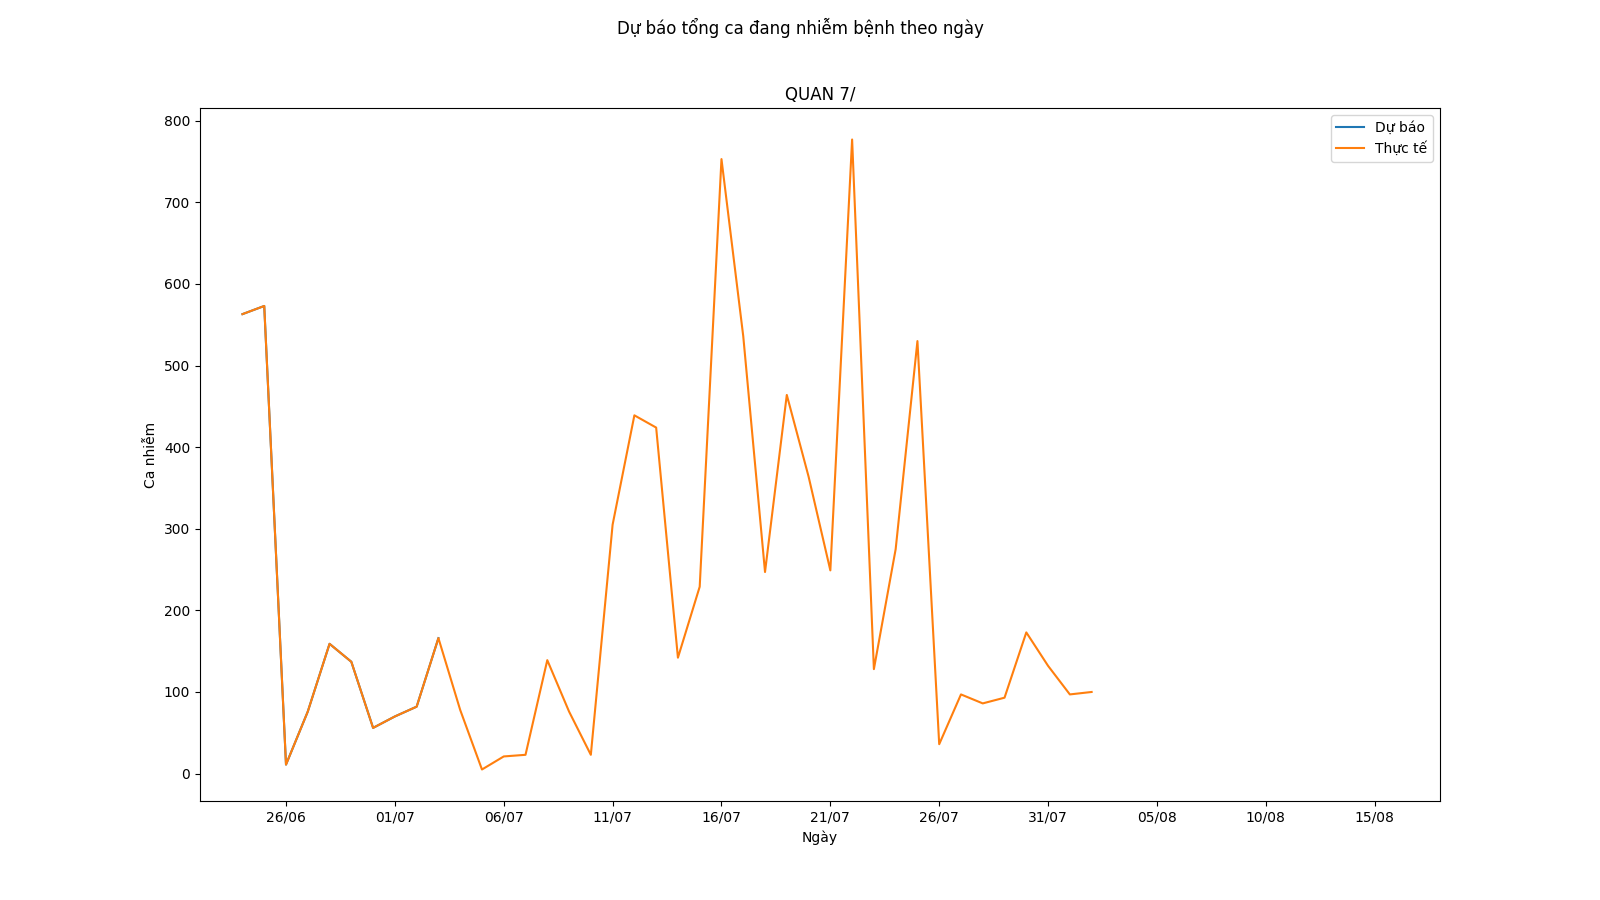 Dự báo tổng ca đang nhiễm bệnh theo ngày
QUAN 7/
Dự báo
Thực tế
800
700
600
500
400
300
200
100
0
Ca nhiễm
26/06 01/07 06/07 11/07 16/07 21/07 26/07 31/07 05/08 10/08 15/08
Ngày